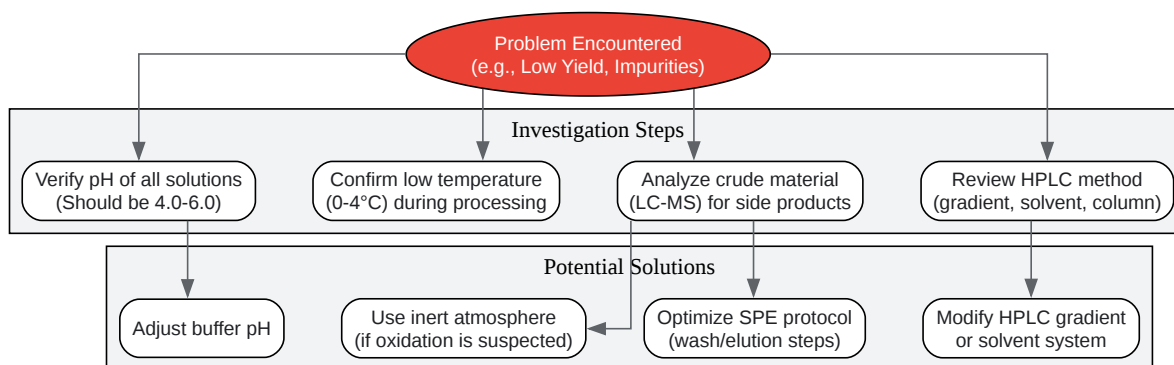 Problem Encountered
(e.g., Low Yield, Impurities)
Investigation Steps
Verify pH of all solutions
(Should be 4.0-6.0)
Confirm low temperature
(0-4°C) during processing
Analyze crude material
(LC-MS) for side products
Review HPLC method
(gradient, solvent, column)
Potential Solutions
Adjust buffer pH
Use inert atmosphere
(if oxidation is suspected)
Optimize SPE protocol
(wash/elution steps)
Modify HPLC gradient
or solvent system